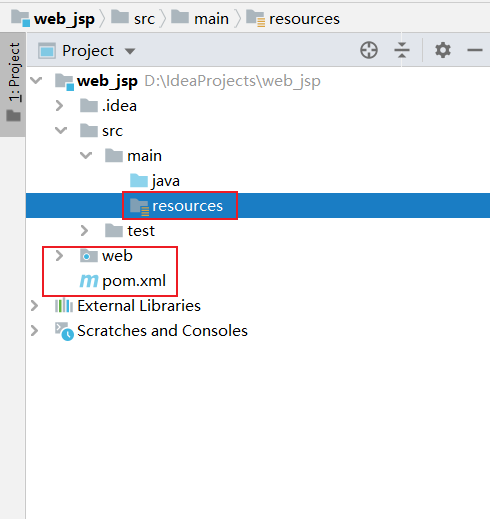 web_jsp src main resources
Project
1: Project
web_jsp D:\IdeaProjects\web_jsp
.idea
src
main
java
resources
test
web
m pom.xml
External Libraries
Scratches and Consoles